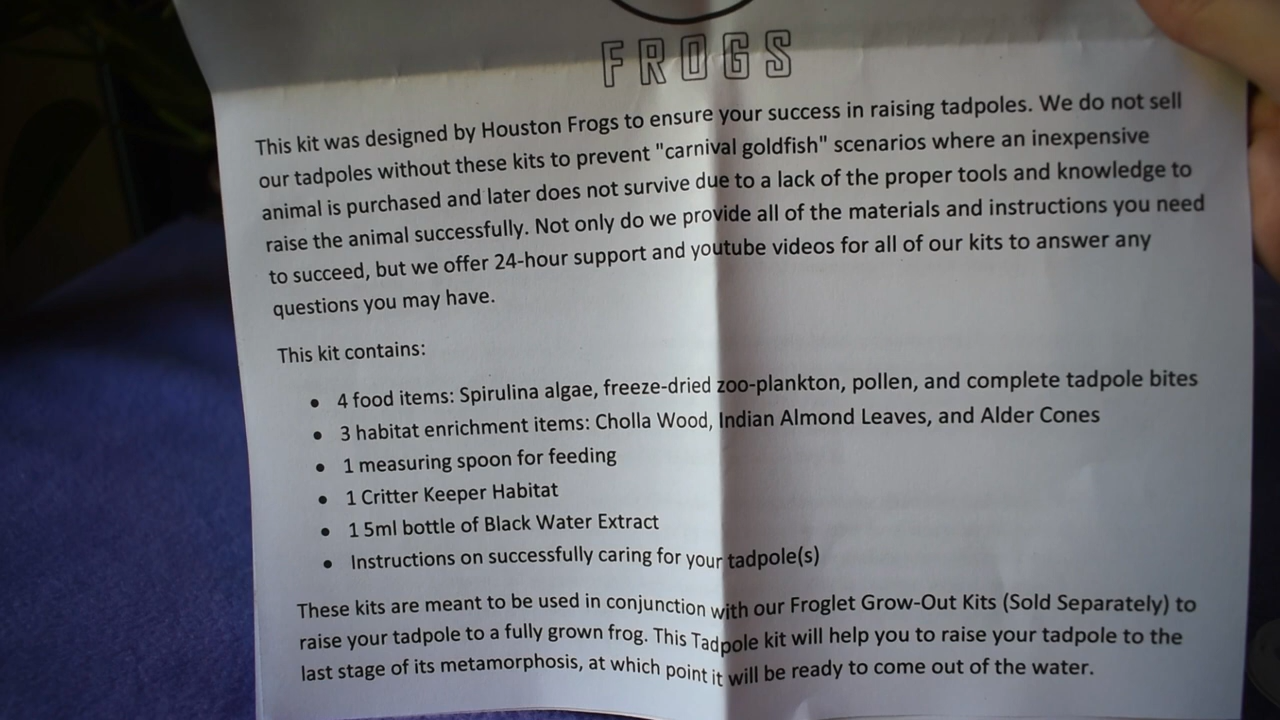 FROGS
This kit was designed by Houston Frogs to ensure your success in raising tadpoles. We do not sell
our tadpoles without these kits to prevent "carnival goldfish" scenarios where an inexpensive
animal is purchased and later does not survive due to a lack of the proper tools and knowledge to
raise the animal successfully. Not only do we provide all of the materials and instructions you need
to succeed, but we offer 24-hour support and youtube videos for all of our kits to answer any
questions you may have.
This kit contains:
• 4 food items: Spirulina algae, freeze-dried zoo-plankton, pollen, and complete tadpole bites
• 3 habitat enrichment items: Cholla Wood, Indian Almond Leaves, and Alder Cones
• 1 measuring spoon for feeding
• 1 Critter Keeper Habitat
• 1 5ml bottle of Black Water Extract
• Instructions on successfully caring for your tadpole(s)
These kits are meant to be used in conjunction with our Froglet Grow-Out Kits (Sold Separately) to
raise your tadpole to a fully grown frog. This Tadpole kit will help you to raise your tadpole to the
last stage of its metamorphosis, at which point it will be ready to come out of the water.